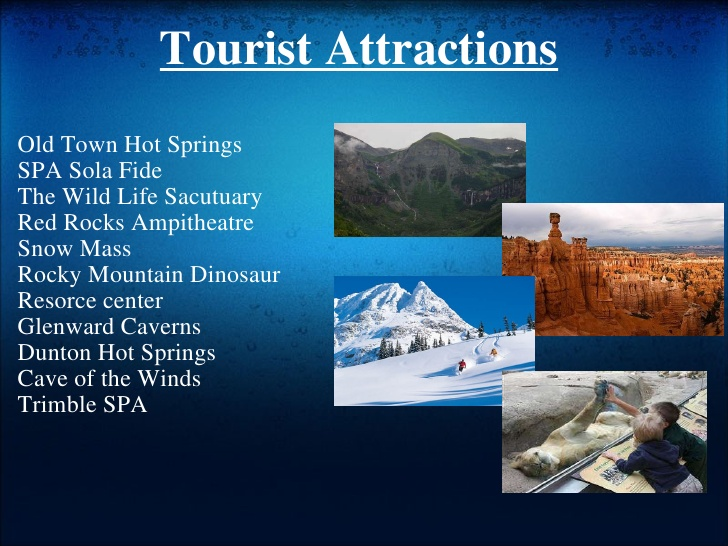 Tourist Attractions
Old Town Hot Springs
SPA Sola Fide
The Wild Life Sacutuary
Red Rocks Ampitheatre
Snow Mass
Rocky Mountain Dinosaur
Resorce center
Glenward Caverns
Dunton Hot Springs
Cave of the Winds
Trimble SPA